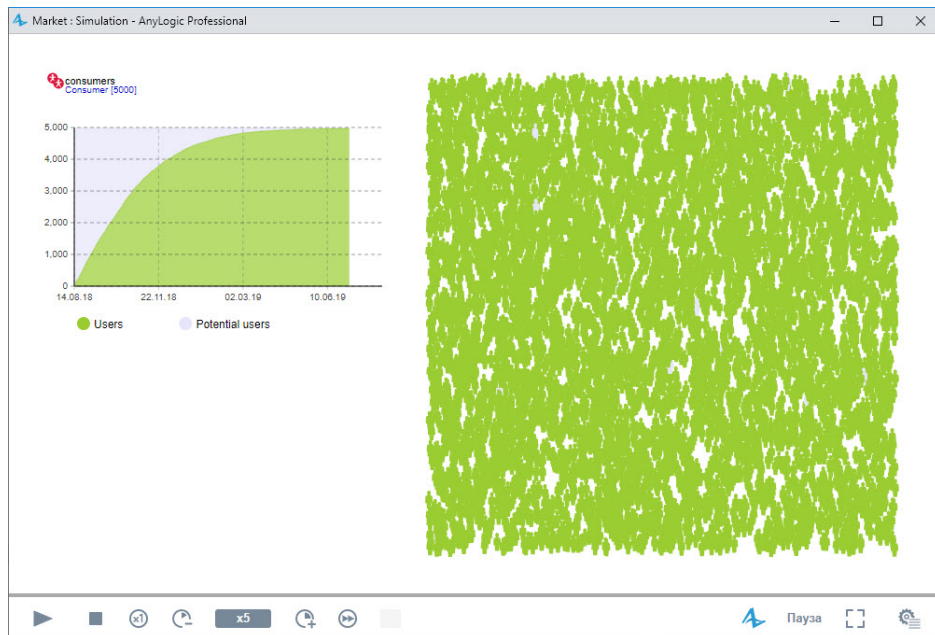 Market : Simulation - AnyLogic Professional
consumers
Consumer [5000]
5,000
4,000
3,000
2,000
1,000
0
14.08.18 22.11.18 02.03.19 10.06.19
Users Potential users
x1 x5 Пауза